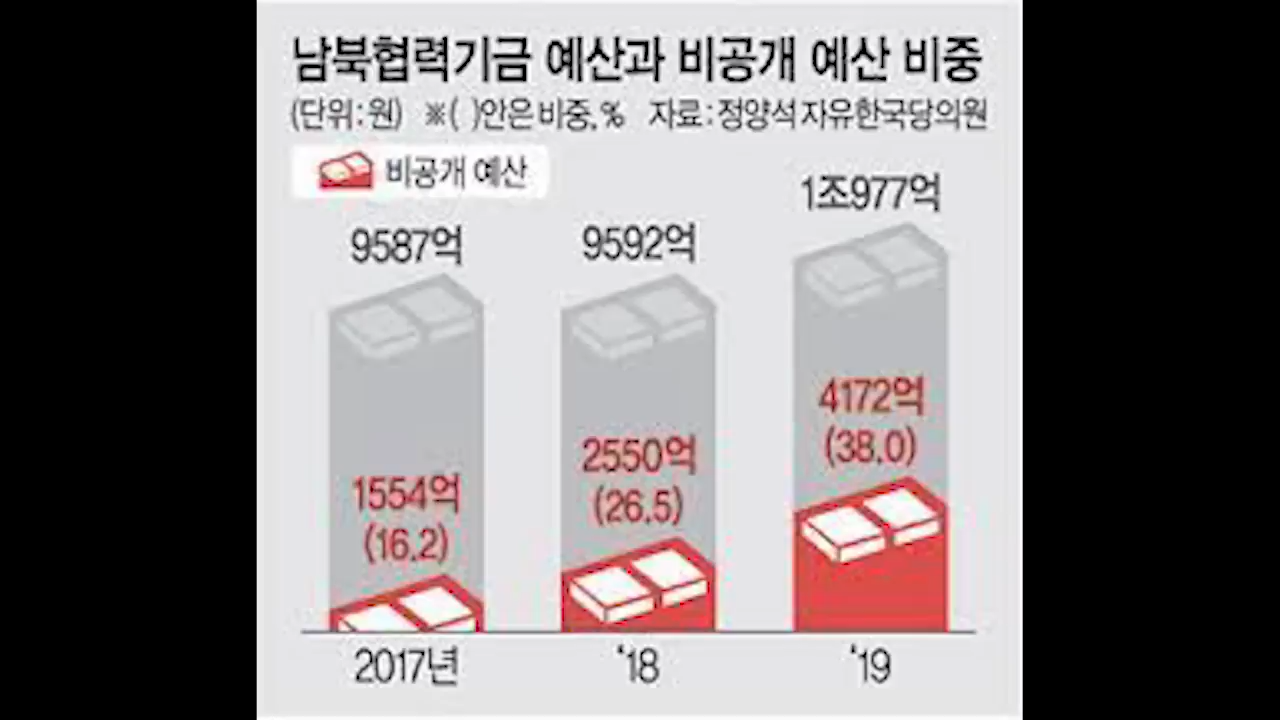 남북협력기금 예산과 비공개 예산 비중
(단위:원) ※( )안은 비중, % 자료:정양석 자유한국당의원
비공개 예산
9587억 9592억 1조977억
1554억 2550억 4172억
(16.2) (26.5) (38.0)
2017년 ‘18 ‘19